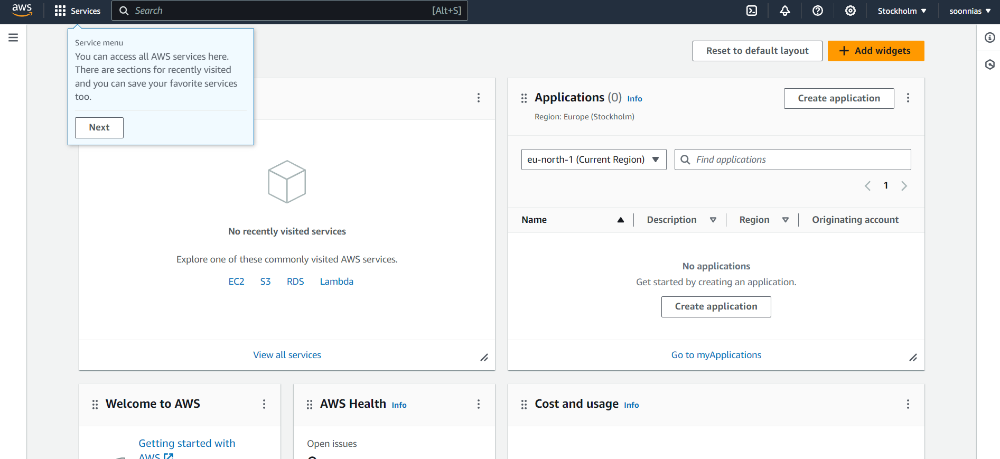 aws
Services
Search
[Alt+S]
Stockholm
soonnias
Service menu
You can access all AWS services here.
There are sections for recently visited
and you can save your favorite services
too.
Next
Reset to default layout
Add widgets
No recently visited services
Explore one of these commonly visited AWS services.
EC2 S3 RDS Lambda
View all services
Applications (0) Info
Region: Europe (Stockholm)
Create application
eu-north-1 (Current Region)
Find applications
1
Name Description Region Originating account
No applications
Get started by creating an application.
Create application
Go to myApplications
Welcome to AWS
Getting started with
AWS
AWS Health Info
Open issues
Cost and usage Info